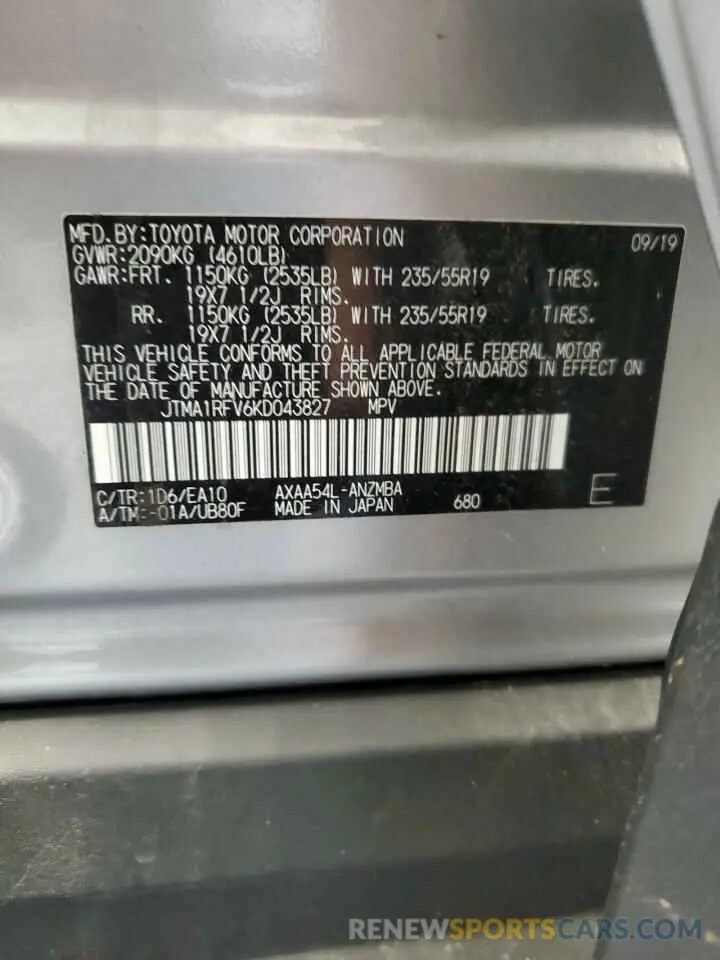 MFD.BY:TOYOTA MOTOR CORPORATION 09/19
GVWR:2090KG (4610LB)
GAWR:FRT. 1150KG (2535LB) WITH 235/55R19 TIRES.
19X7 1/2J RIMS.
RR. 1150KG (2535LB) WITH 235/55R19 TIRES.
19X7 1/2J RIMS.
THIS VEHICLE CONFORMS TO ALL APPLICABLE FEDERAL MOTOR
VEHICLE SAFETY AND THEFT PREVENTION STANDARDS IN EFFECT ON
THE DATE OF MANUFACTURE SHOWN ABOVE.
JTMA1RFV6KD043827 MPV
C/TR:1D6/EA10 AXAA54L-ANZMBA
A/TM:-01A/UB80F MADE IN JAPAN 680 E
RENEWSPORTSCARS.COM